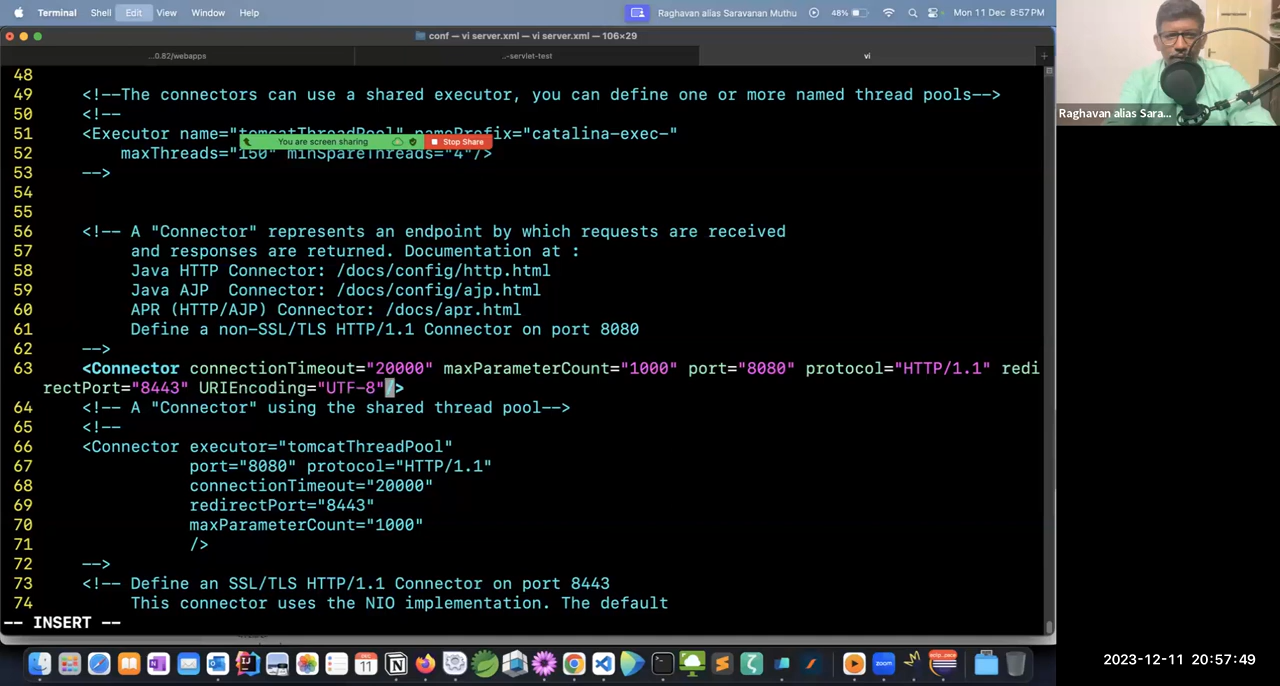 Terminal Shell Edit View Window Help
Raghavan alias Saravanan Muthu 48% Mon 11 Dec 8:57 PM
conf — vi server.xml — vi server.xml — 106×29
...0.82/webapps ..-servlet-test vi
48
49 <!--The connectors can use a shared executor, you can define one or more named thread pools-->
50 <!--
51 <Executor name="tomcatThreadPool" namePrefix="catalina-exec-"
You are screen sharing Stop Share
52 maxThreads="150" minSpareThreads="4"/>
53 -->
54
55
56 <!-- A "Connector" represents an endpoint by which requests are received
57 and responses are returned. Documentation at :
58 Java HTTP Connector: /docs/config/http.html
59 Java AJP  Connector: /docs/config/ajp.html
60 APR (HTTP/AJP) Connector: /docs/apr.html
61 Define a non-SSL/TLS HTTP/1.1 Connector on port 8080
62 -->
63 <Connector connectionTimeout="20000" maxParameterCount="1000" port="8080" protocol="HTTP/1.1" redi
rectPort="8443" URIEncoding="UTF-8"/>
64 <!-- A "Connector" using the shared thread pool-->
65 <!--
66 <Connector executor="tomcatThreadPool"
67 port="8080" protocol="HTTP/1.1"
68 connectionTimeout="20000"
69 redirectPort="8443"
70 maxParameterCount="1000"
71 />
72 -->
73 <!-- Define an SSL/TLS HTTP/1.1 Connector on port 8443
74 This connector uses the NIO implementation. The default
-- INSERT --
Raghavan alias Sara...
DEC
11
zoom
2023-12-11 20:57:49